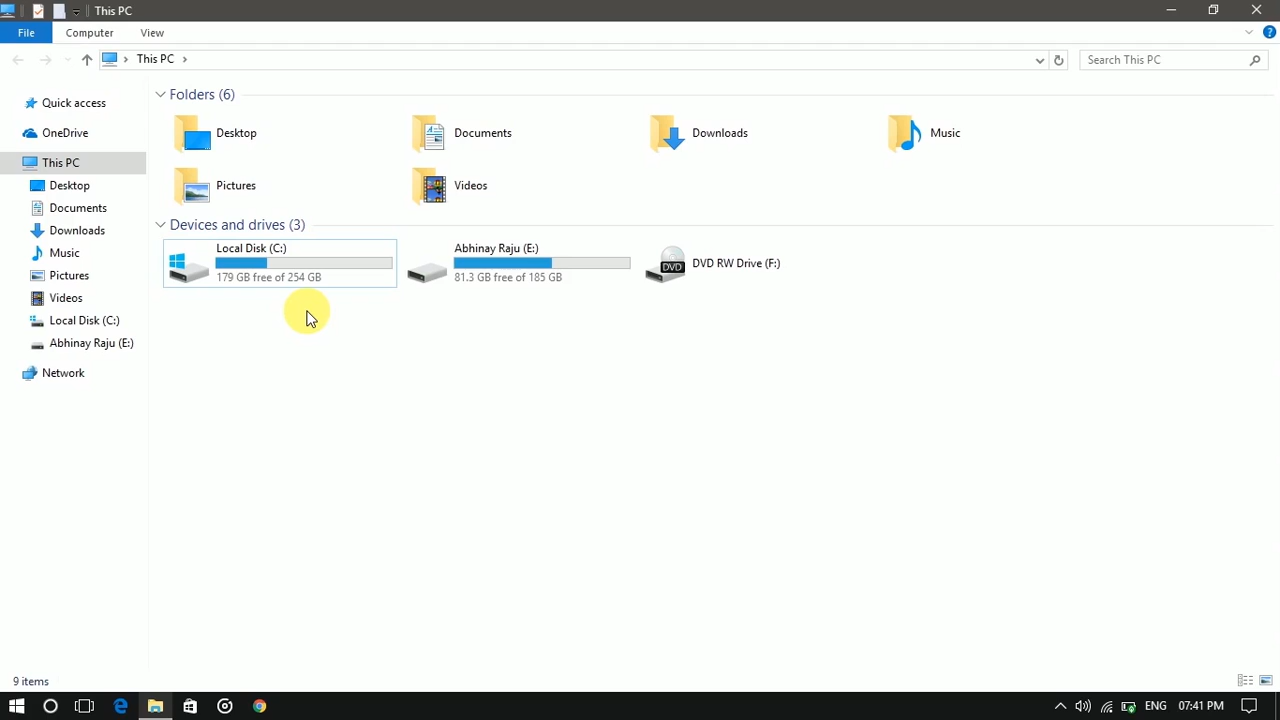 This PC
File Computer View
This PC
Search This PC
Quick access
OneDrive
This PC
Desktop
Documents
Downloads
Music
Pictures
Videos
Local Disk (C:)
Abhinay Raju (E:)
Network
Folders (6)
Desktop Documents Downloads Music
Pictures Videos
Devices and drives (3)
Local Disk (C:)
179 GB free of 254 GB
Abhinay Raju (E:)
81.3 GB free of 185 GB
DVD
DVD RW Drive (F:)
9 items
ENG 07:41 PM